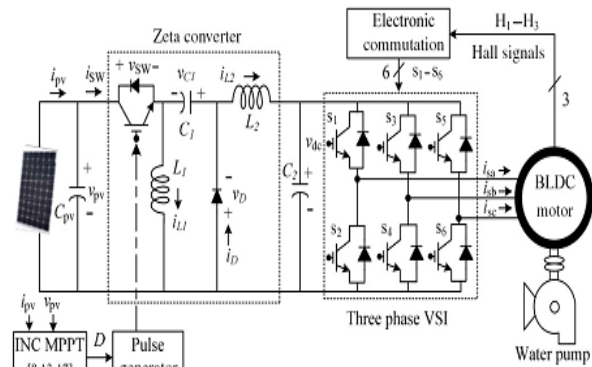 Zeta converter
Electronic
commutation
H1−H3
Hall signals
6
s1−s6
3
ipv
iSW
+ vSW −
vC1
− +
C1
iL2
L2
L1
iL1
− vD +
iD
Cpv
+ vpv −
C2
+ −
vdc
s1
s3
s5
s2
s4
s6
isa
isb
isc
BLDC
motor
Three phase VSI
Water pump
ipv
vpv
INC MPPT
D
Pulse
generator